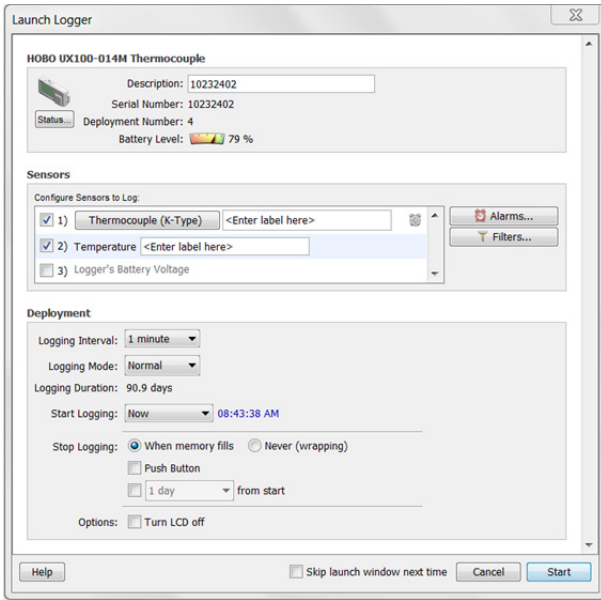 Launch Logger
HOBO UX100-014M Thermocouple
Description: 10232402
Serial Number: 10232402
Status... Deployment Number: 4
Battery Level: 79 %
Sensors
Configure Sensors to Log:
1) Thermocouple (K-Type) <Enter label here>
Alarms...
2) Temperature <Enter label here>
Filters...
3) Logger's Battery Voltage
Deployment
Logging Interval: 1 minute
Logging Mode: Normal
Logging Duration: 90.9 days
Start Logging: Now 08:43:38 AM
Stop Logging: When memory fills Never (wrapping)
Push Button
1 day from start
Options: Turn LCD off
Help Skip launch window next time Cancel Start